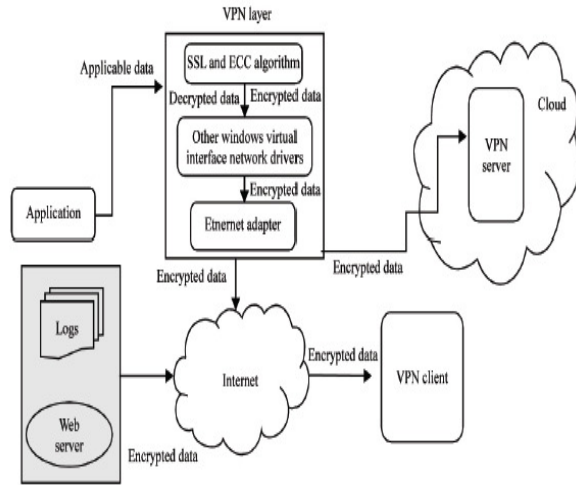 VPN layer
SSL and ECC algorithm
Applicable data
Decrypted data
Encrypted data
Other windows virtual
interface network drivers
Encrypted data
Etnernet adapter
Application
Cloud
VPN
server
Encrypted data
Encrypted data
Logs
Web
server
Encrypted data
Internet
Encrypted data
VPN client